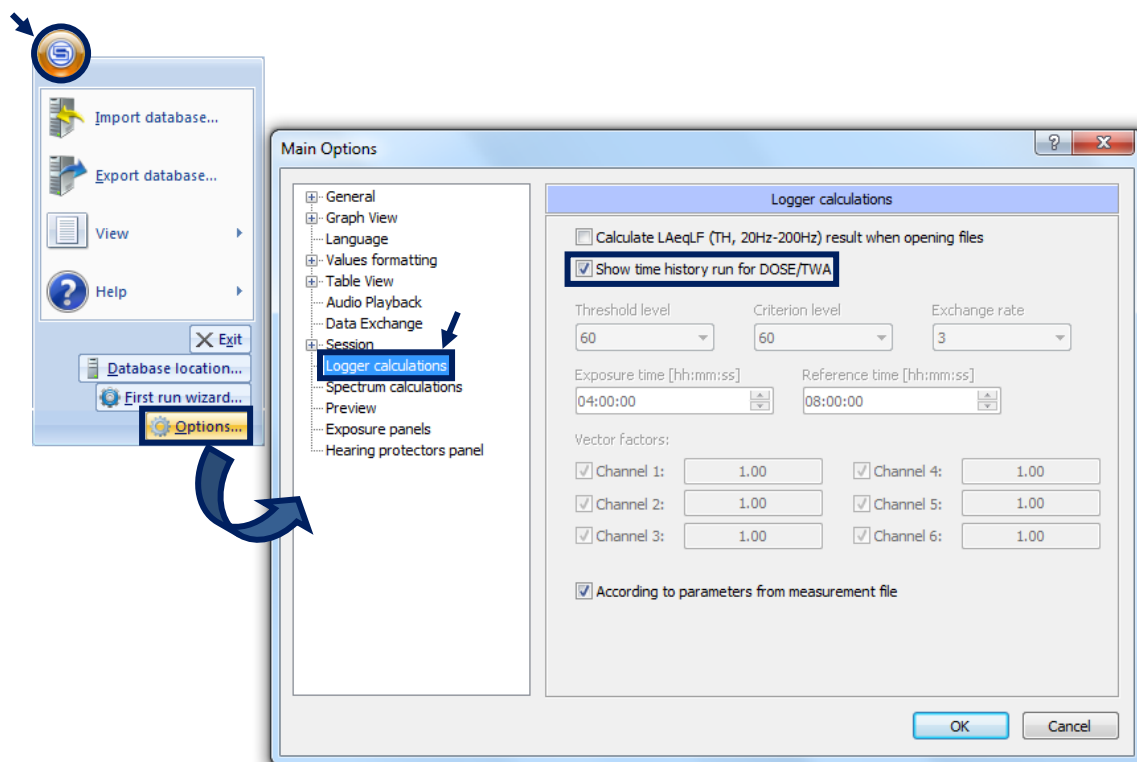 Import database...
Export database...
View
Help
Exit
Database location...
First run wizard...
Options...
Main Options
General
Graph View
Language
Values formatting
Table View
Audio Playback
Data Exchange
Session
Logger calculations
Spectrum calculations
Preview
Exposure panels
Hearing protectors panel
Logger calculations
Calculate LAeqLF (TH, 20Hz-200Hz) result when opening files
Show time history run for DOSE/TWA
Threshold level Criterion level Exchange rate
60 60 3
Exposure time [hh:mm:ss] Reference time [hh:mm:ss]
04:00:00 08:00:00
Vector factors:
Channel 1: 1.00 Channel 4: 1.00
Channel 2: 1.00 Channel 5: 1.00
Channel 3: 1.00 Channel 6: 1.00
According to parameters from measurement file
OK Cancel